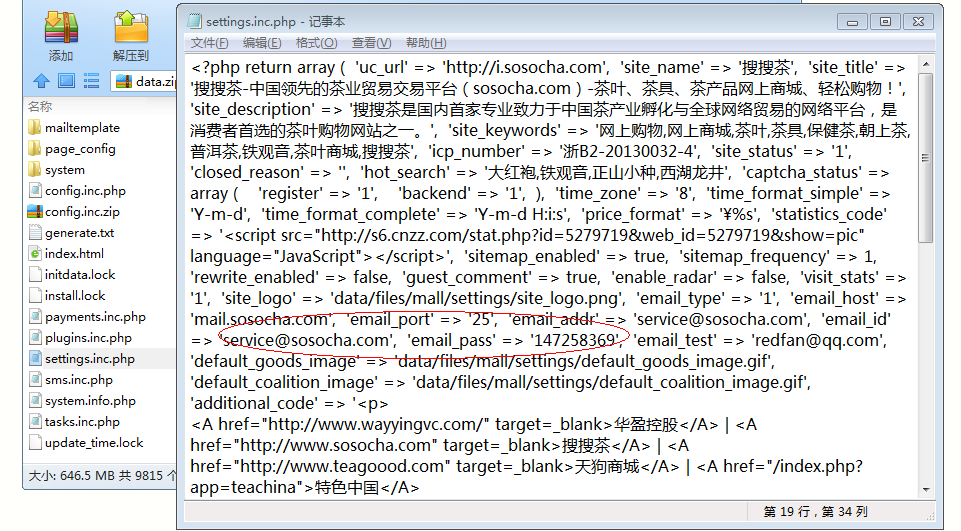 settings.inc.php - 记事本
添加
解压到
文件(F) 编辑(E) 格式(O) 查看(V) 帮助(H)
data.zip
名称
mailtemplate
page_config
system
config.inc.php
config.inc.zip
generate.txt
index.html
initdata.lock
install.lock
payments.inc.php
plugins.inc.php
settings.inc.php
sms.inc.php
system.info.php
tasks.inc.php
update_time.lock
大小: 646.5 MB 共 9815 个
<?php return array ( 'uc_url' => 'http://i.sosocha.com', 'site_name' => '搜搜茶', 'site_title' =>
'搜搜茶-中国领先的茶业贸易交易平台（sosocha.com）-茶叶、茶具、茶产品网上商城、轻松购物！',
'site_description' => '搜搜茶是国内首家专业致力于中国茶产业孵化与全球网络贸易的网络平台，是
消费者首选的茶叶购物网站之一。', 'site_keywords' => '网上购物,网上商城,茶叶,茶具,保健茶,朝上茶,
普洱茶,铁观音,茶叶商城,搜搜茶', 'icp_number' => '浙B2-20130032-4', 'site_status' => '1',
'closed_reason' => '', 'hot_search' => '大红袍,铁观音,正山小种,西湖龙井', 'captcha_status' =>
array ( 'register' => '1', 'backend' => '1', ), 'time_zone' => '8', 'time_format_simple' =>
'Y-m-d', 'time_format_complete' => 'Y-m-d H:i:s', 'price_format' => '¥%s', 'statistics_code'
=> '<script src="http://s6.cnzz.com/stat.php?id=5279719&web_id=5279719&show=pic"
language="JavaScript"></script>', 'sitemap_enabled' => true, 'sitemap_frequency' => 1,
'rewrite_enabled' => false, 'guest_comment' => true, 'enable_radar' => false, 'visit_stats' =>
'1', 'site_logo' => 'data/files/mall/settings/site_logo.png', 'email_type' => '1', 'email_host' =>
'mail.sosocha.com', 'email_port' => '25', 'email_addr' => 'service@sosocha.com', 'email_id'
=> 'service@sosocha.com', 'email_pass' => '147258369', 'email_test' => 'redfan@qq.com',
'default_goods_image' => 'data/files/mall/settings/default_goods_image.gif',
'default_coalition_image' => 'data/files/mall/settings/default_coalition_image.gif',
'additional_code' => '<p>
<A href="http://www.wayyingvc.com/" target=_blank>华盈控股</A> | <A
href="http://www.sosocha.com" target=_blank>搜搜茶</A> | <A
href="http://www.teagoood.com" target=_blank>天狗商城</A> | <A href="/index.php?
app=teachina">特色中国</A>
第 19 行，第 34 列